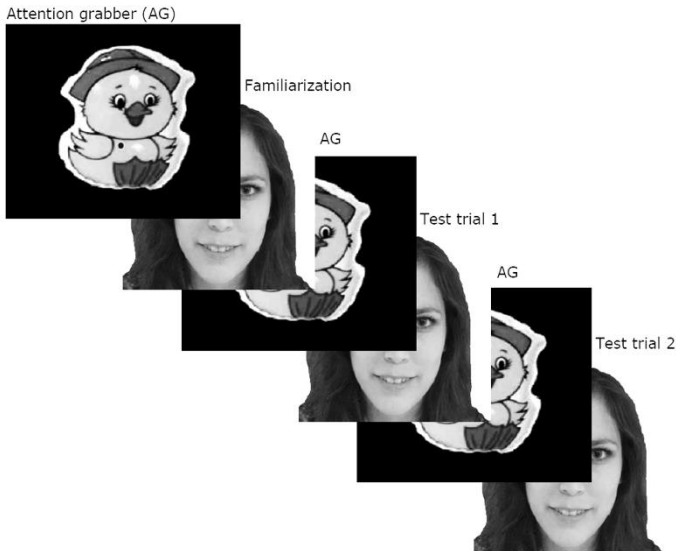 Attention grabber (AG)
Familiarization
AG
Test trial 1
AG
Test trial 2